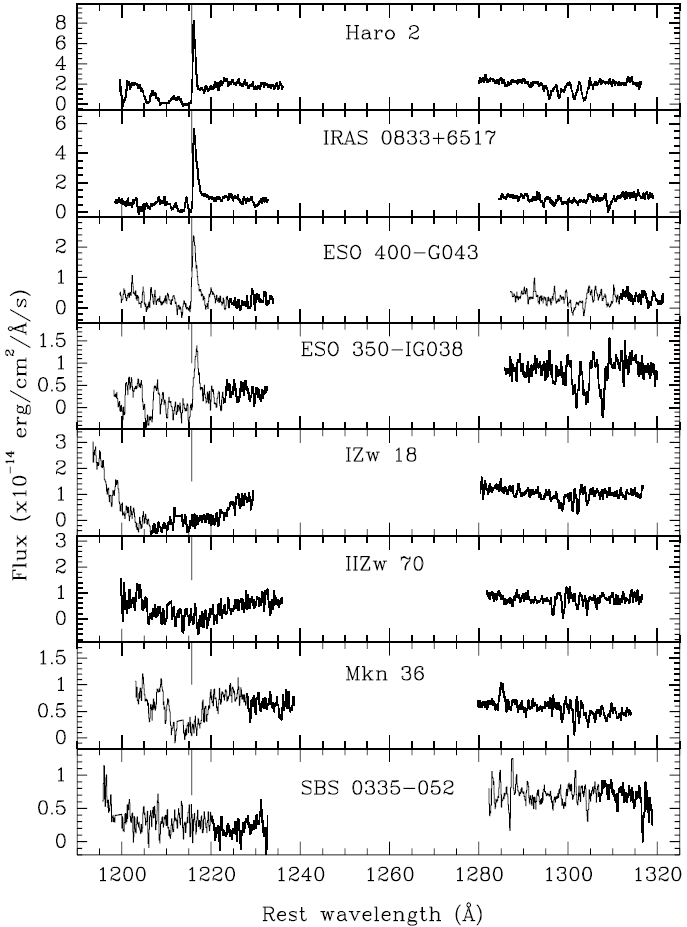 Haro 2
8
6
4
2
0
IRAS 0833+6517
6
4
2
0
ESO 400-G043
2
1
0
ESO 350-IG038
1.5
1
0.5
0
IZw 18
3
2
1
0
IIZw 70
3
2
1
0
Mkn 36
1.5
1
0.5
0
SBS 0335-052
1
0.5
0
Flux (x10⁻¹⁴ erg/cm²/Å/s)
1200 1220 1240 1260 1280 1300 1320
Rest wavelength (Å)